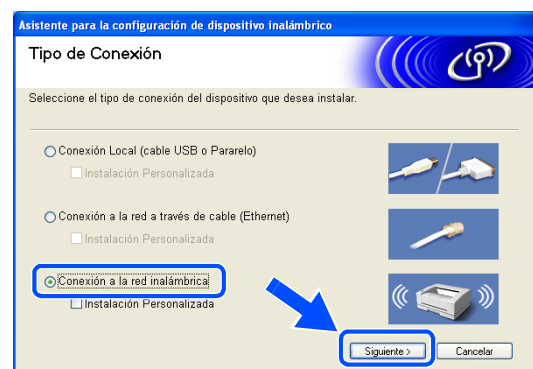 Asistente para la configuración de dispositivo inalámbrico
Tipo de Conexión
Seleccione el tipo de conexión del dispositivo que desea instalar.
Conexión Local (cable USB o Pararelo)
Instalación Personalizada
Conexión a la red a través de cable (Ethernet)
Instalación Personalizada
Conexión a la red inalámbrica
Instalación Personalizada
Siguiente >
Cancelar